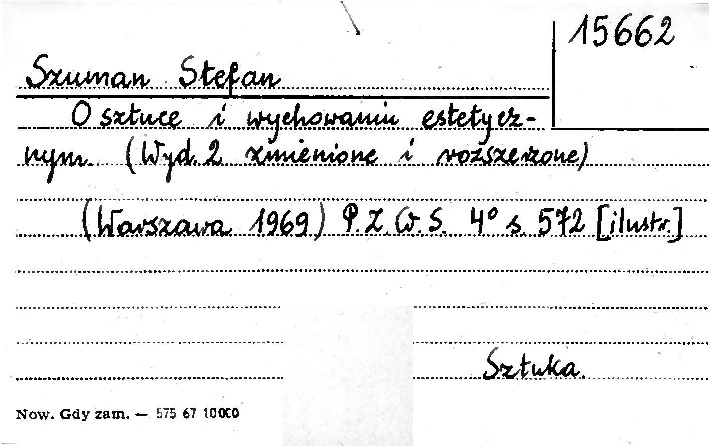 15662
Szuman Stefan
O sztuce i wychowaniu estetycz-
nym. (Wyd. 2 zmienione i rozszerzone)
(Warszawa 1969) P.Z.W.S. 4° s. 572 [ilustr.]
Sztuka.
Now. Gdy zam. — 575 67 10000